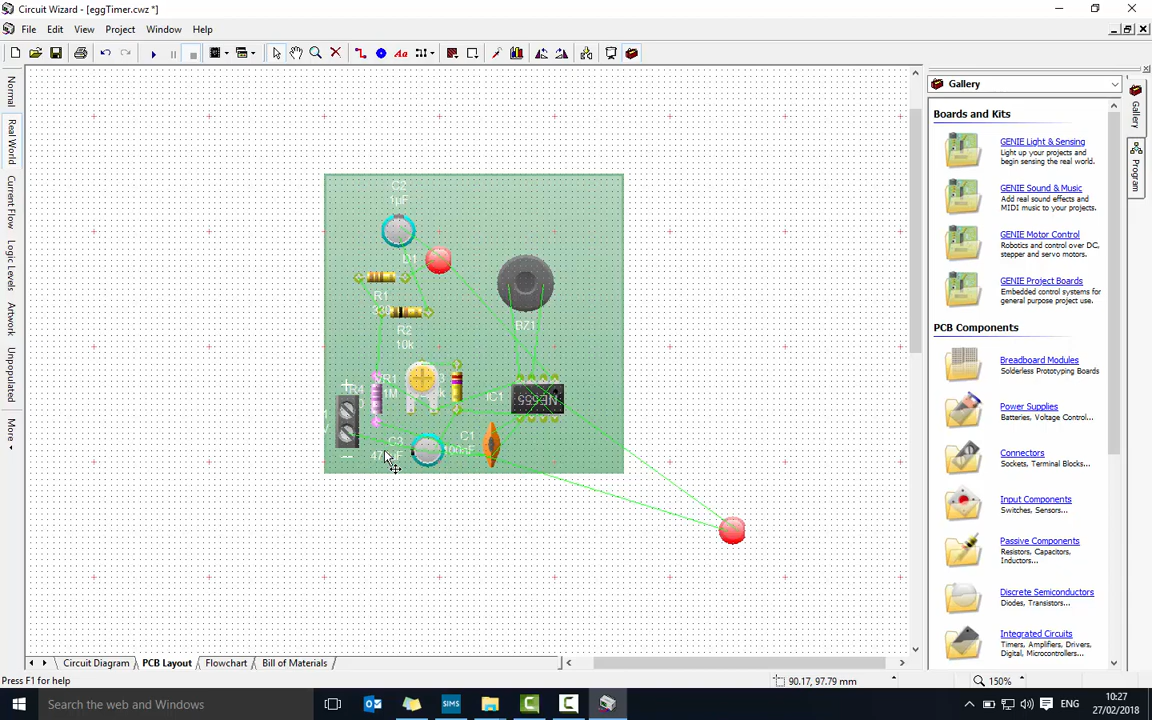 Circuit Wizard - [eggTimer.cwz *]
File Edit View Project Window Help
Normal
Real World
Current Flow
Logic Levels
Artwork
Unpopulated
More
C2
1µF
D1
R1
R2
10k
BZ1
+
R4
1M
IC1
NE555
C3
C1
100nF
Gallery
Boards and Kits
GENIE Light & Sensing
Light up your projects and
begin sensing the real world.
GENIE Sound & Music
Add real sound effects and
MIDI music to your projects.
GENIE Motor Control
Robotics and control over DC,
stepper and servo motors.
GENIE Project Boards
Embedded control systems for
general purpose project use.
PCB Components
Breadboard Modules
Solderless Prototyping Boards
Power Supplies
Batteries, Voltage Control...
Connectors
Sockets, Terminal Blocks...
Input Components
Switches, Sensors...
Passive Components
Resistors, Capacitors,
Inductors...
Discrete Semiconductors
Diodes, Transistors...
Integrated Circuits
Timers, Amplifiers, Drivers,
Digital, Microcontrollers...
Gallery
Program
Circuit Diagram PCB Layout Flowchart Bill of Materials
Press F1 for help
90.17, 97.79 mm
150%
Search the web and Windows
SIMS
ENG
10:27
27/02/2018